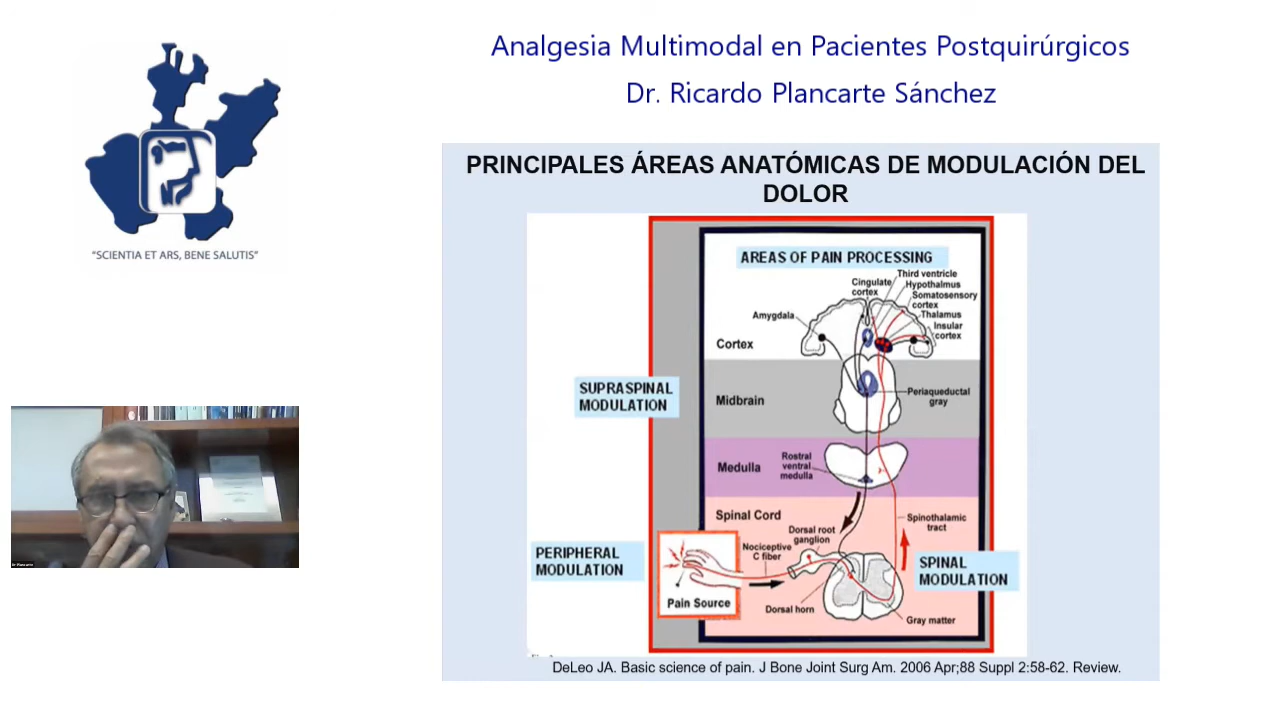 Analgesia Multimodal en Pacientes Postquirúrgicos
Dr. Ricardo Plancarte Sánchez
"SCIENTIA ET ARS, BENE SALUTIS"
PRINCIPALES ÁREAS ANATÓMICAS DE MODULACIÓN DEL
DOLOR
AREAS OF PAIN PROCESSING
Third ventricle
Cingulate
cortex
Hypothalmus
Somatosensory
cortex
Amygdala
Thalamus
Insular
cortex
Cortex
SUPRASPINAL
MODULATION
Midbrain
Periaqueductal
gray
Medulla
Rostral
ventral
medulla
Spinal Cord
Spinothalamic
tract
Dorsal root
ganglion
Nociceptive
C fiber
PERIPHERAL
MODULATION
SPINAL
MODULATION
Pain Source
Dorsal horn
Gray matter
DeLeo JA. Basic science of pain. J Bone Joint Surg Am. 2006 Apr;88 Suppl 2:58-62. Review.